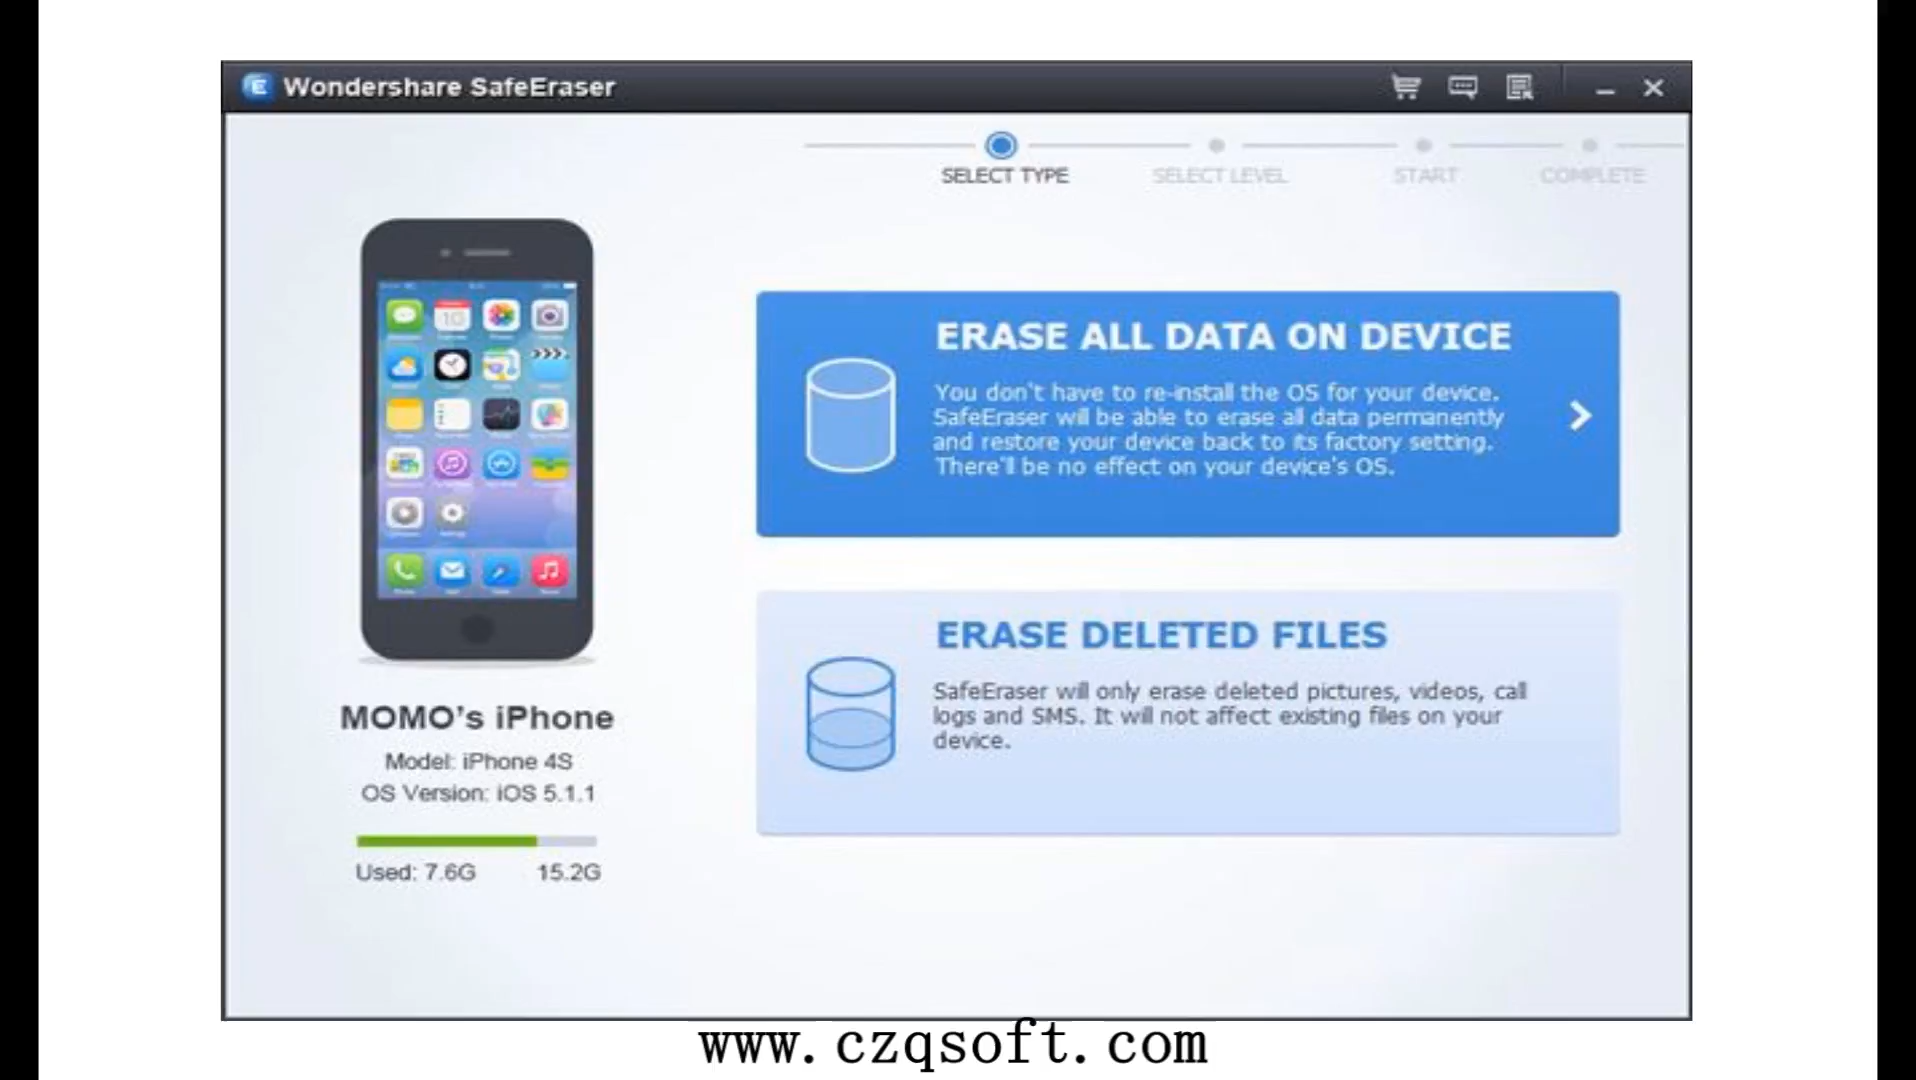 Wondershare SafeEraser
SELECT TYPE
SELECT LEVEL
START
COMPLETE
ERASE ALL DATA ON DEVICE
You don't have to re-install the OS for your device.
SafeEraser will be able to erase all data permanently
and restore your device back to its factory setting.
There'll be no effect on your device's OS.
ERASE DELETED FILES
SafeEraser will only erase deleted pictures, videos, call
logs and SMS. It will not affect existing files on your
device.
MOMO's iPhone
Model: iPhone 4S
OS Version: iOS 5.1.1
Used: 7.6G 15.2G
www.czqsoft.com